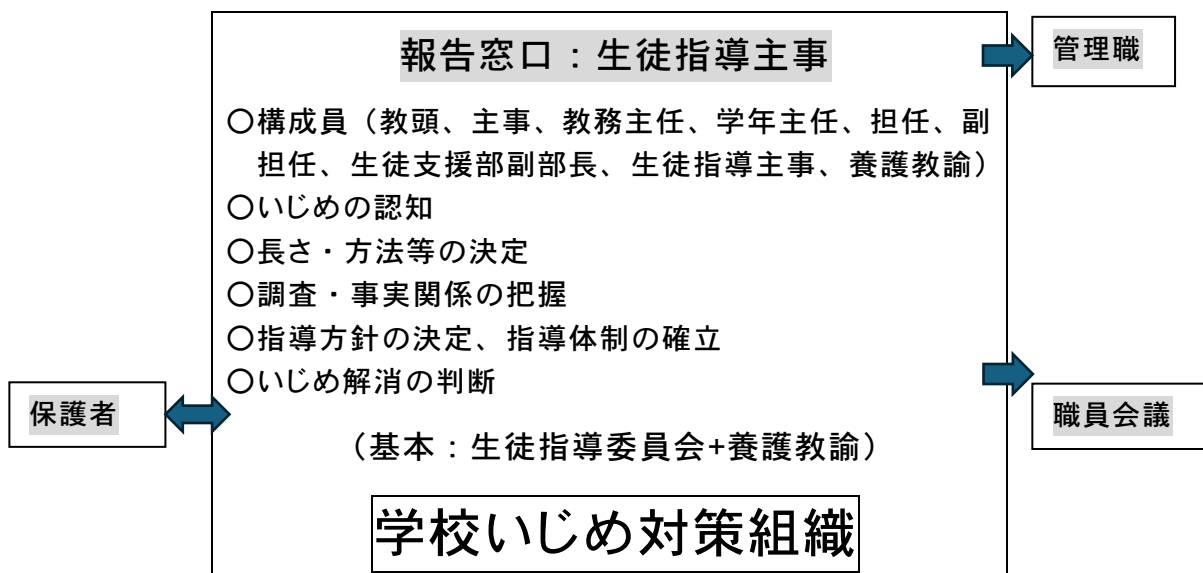 報告窓口：生徒指導主事
管理職
○構成員（教頭、主事、教務主任、学年主任、担任、副
担任、生徒支援部副部長、生徒指導主事、養護教諭）
○いじめの認知
○長さ・方法等の決定
○調査・事実関係の把握
○指導方針の決定、指導体制の確立
○いじめ解消の判断
保護者
職員会議
（基本：生徒指導委員会+養護教諭）
学校いじめ対策組織